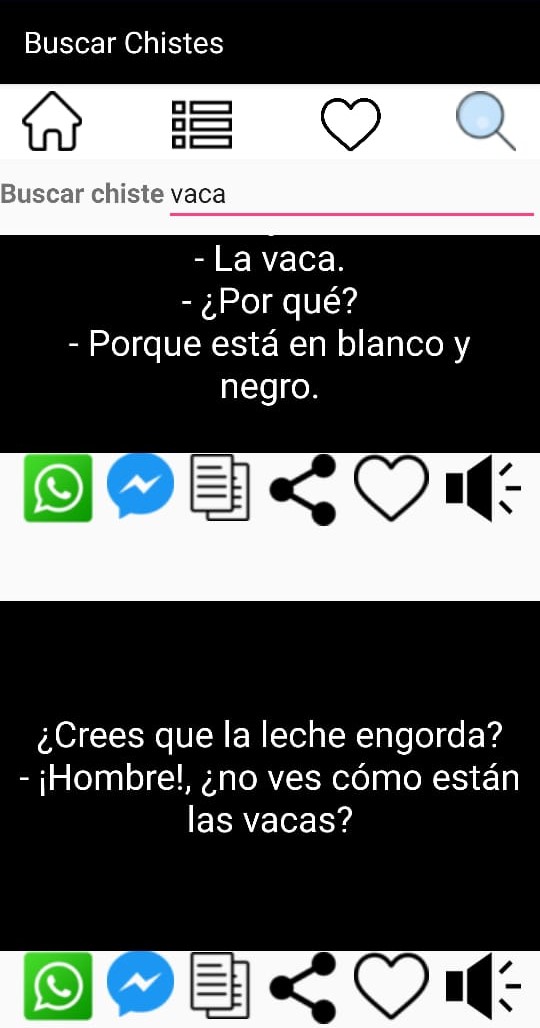 Buscar Chistes
Buscar chiste vaca
- La vaca.
- ¿Por qué?
- Porque está en blanco y
negro.
¿Crees que la leche engorda?
- ¡Hombre!, ¿no ves cómo están
las vacas?